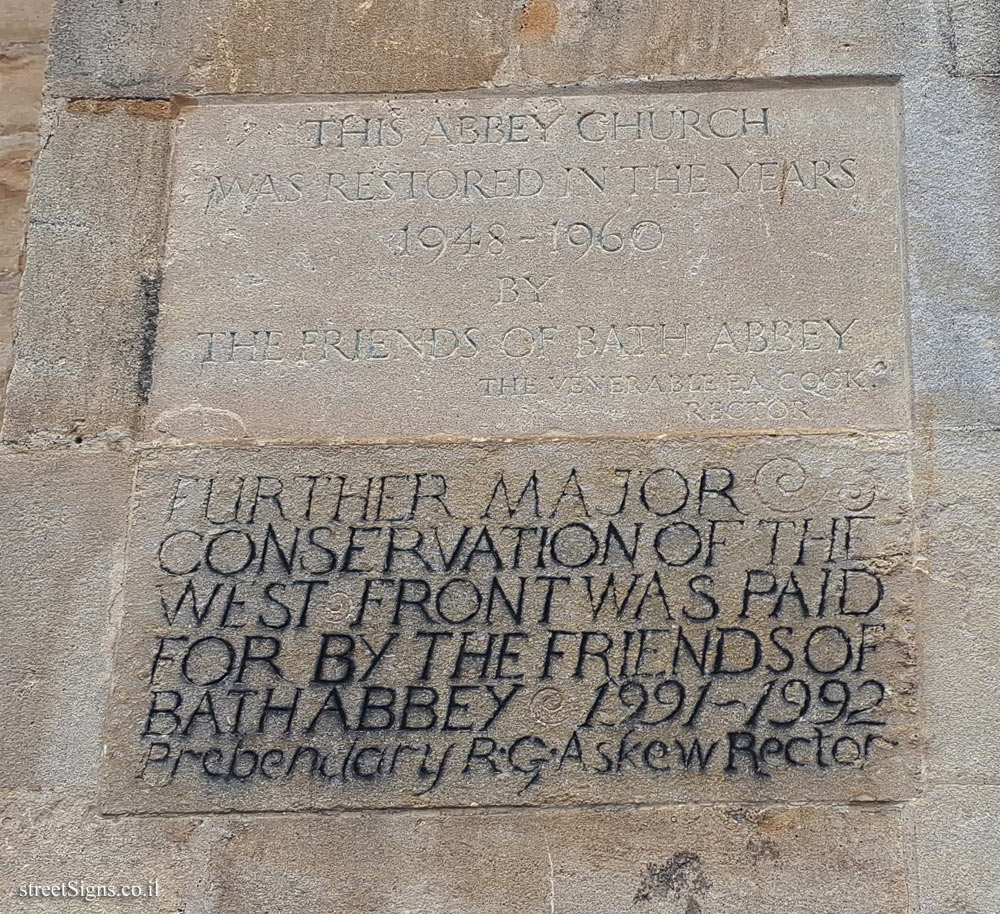 THIS ABBEY CHURCH
WAS RESTORED IN THE YEARS
1948-1960
BY
THE FRIENDS OF BATH ABBEY
THE VENERABLE E.A. COOK.
RECTOR
FURTHER MAJOR
CONSERVATION OF THE
WEST FRONT WAS PAID
FOR BY THE FRIENDS OF
BATH ABBEY 1991-1992
Prebendary R·G·Askew Rector
streetSigns.co.il